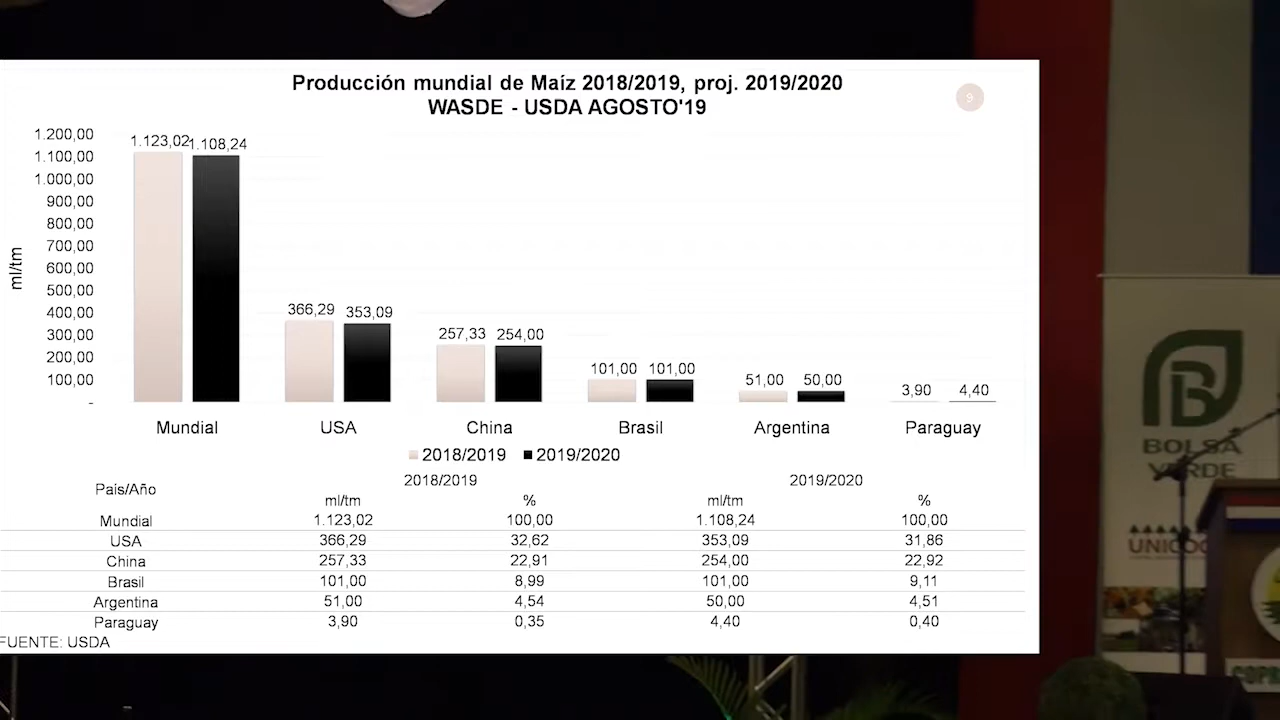 Producción mundial de Maíz 2018/2019, proj. 2019/2020
WASDE - USDA AGOSTO'19
9
ml/tm
1.200,00
1.100,00
1.000,00
900,00
800,00
700,00
600,00
500,00
400,00
300,00
200,00
100,00
-
1.123,02 1.108,24
366,29 353,09
257,33 254,00
101,00 101,00
51,00 50,00
3,90 4,40
Mundial USA China Brasil Argentina Paraguay
2018/2019 2019/2020
País/Año 2018/2019 2019/2020
ml/tm % ml/tm %
Mundial 1.123,02 100,00 1.108,24 100,00
USA 366,29 32,62 353,09 31,86
China 257,33 22,91 254,00 22,92
Brasil 101,00 8,99 101,00 9,11
Argentina 51,00 4,54 50,00 4,51
Paraguay 3,90 0,35 4,40 0,40
FUENTE: USDA
BOLSA
VERDE